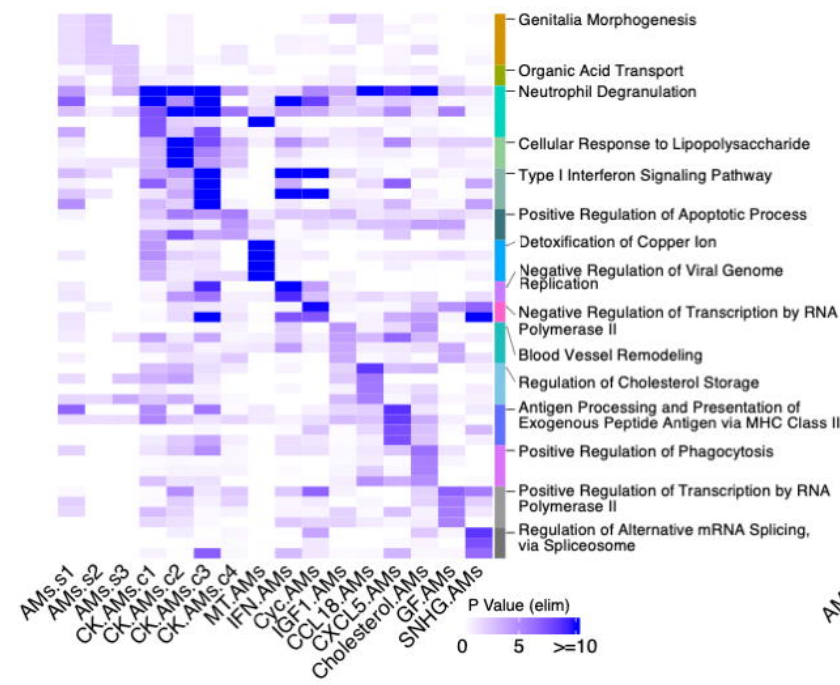 Genitalia Morphogenesis
Organic Acid Transport
Neutrophil Degranulation
Cellular Response to Lipopolysaccharide
Type I Interferon Signaling Pathway
Positive Regulation of Apoptotic Process
Detoxification of Copper Ion
Negative Regulation of Viral Genome
Replication
Negative Regulation of Transcription by RNA
Polymerase II
Blood Vessel Remodeling
Regulation of Cholesterol Storage
Antigen Processing and Presentation of
Exogenous Peptide Antigen via MHC Class II
Positive Regulation of Phagocytosis
Positive Regulation of Transcription by RNA
Polymerase II
Regulation of Alternative mRNA Splicing,
via Spliceosome
AMs.s1
AMs.s2
AMs.s3
CK.AMs.c1
CK.AMs.c2
CK.AMs.c3
CK.AMs.c4
MT.AMs
IFN.AMs
Cyc.AMs
IGF1.AMs
CCL18.AMs
CXCL5.AMs
Cholesterol.AMs
GF.AMs
SNHG.AMs
P Value (elim)
0 5 >=10